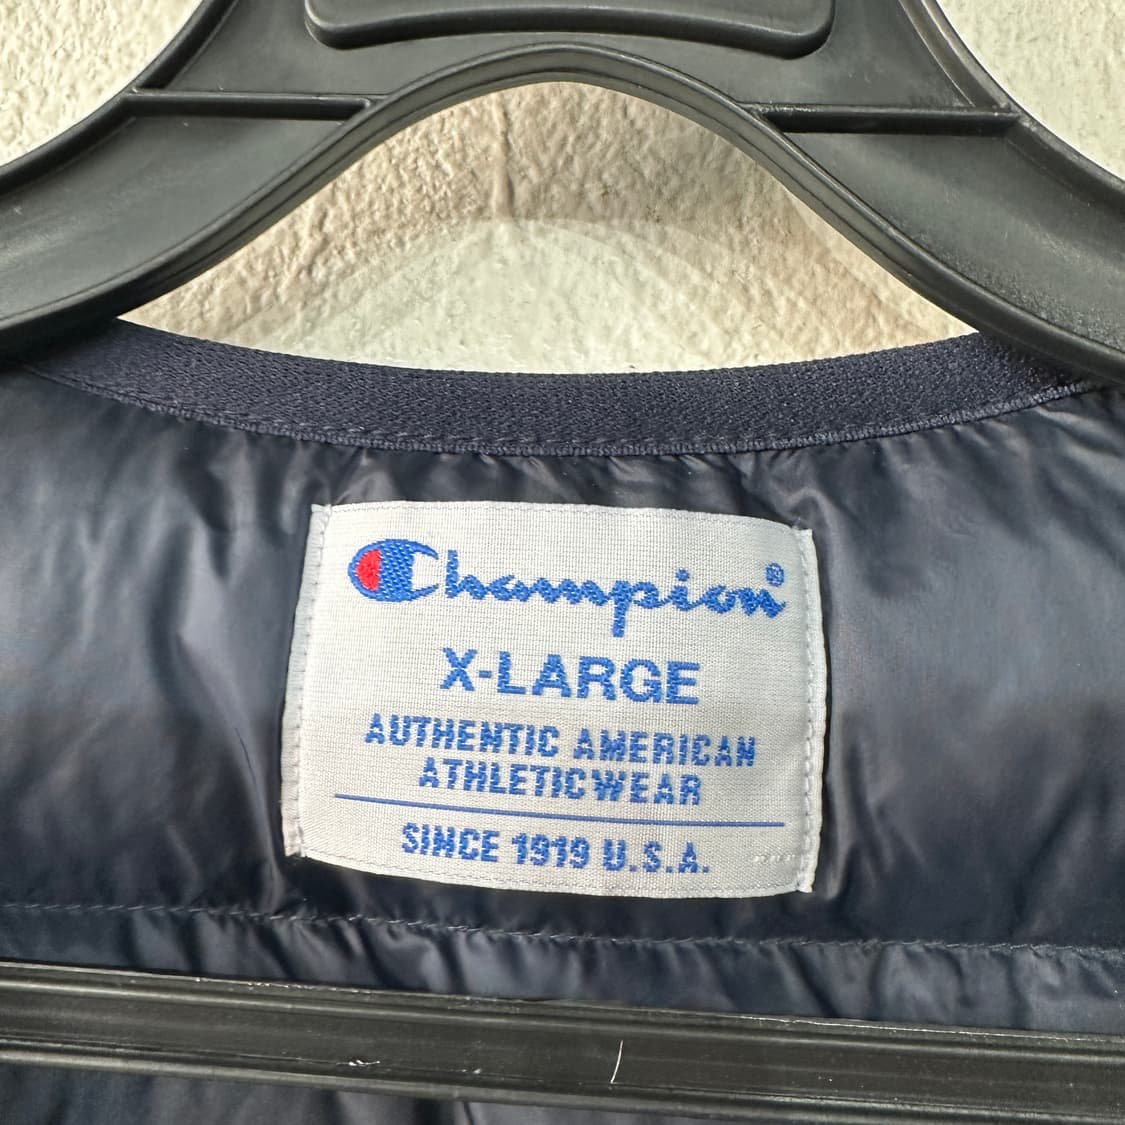 Champion®
X-LARGE
AUTHENTIC AMERICAN
ATHLETICWEAR
SINCE 1919 U.S.A.